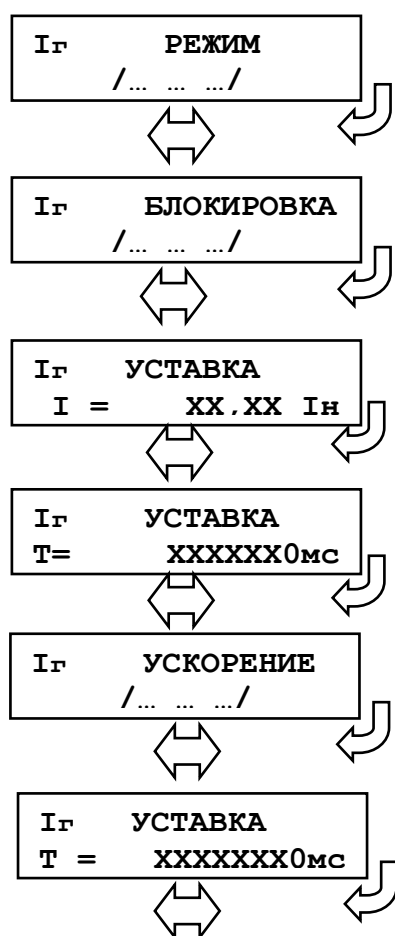 Iг РЕЖИМ
/… … …/
Iг БЛОКИРОВКА
/… … …/
Iг УСТАВКА
I = XX,XX Iн
Iг УСТАВКА
T= XXXXXX0мс
Iг УСКОРЕНИЕ
/… … …/
Iг УСТАВКА
T = XXXXXXX0мс